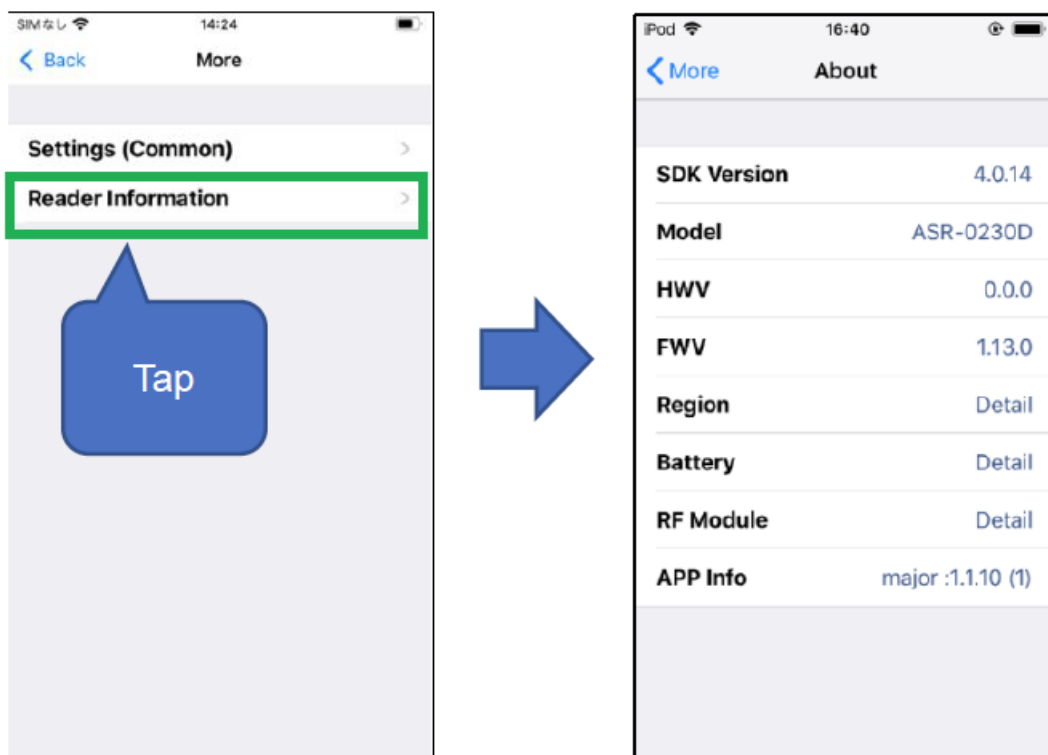 SIMなし 14:24
Back More
Settings (Common)
Reader Information
Tap
iPod 16:40
More About
SDK Version 4.0.14
Model ASR-0230D
HWV 0.0.0
FWV 1.13.0
Region Detail
Battery Detail
RF Module Detail
APP Info major :1.1.10 (1)